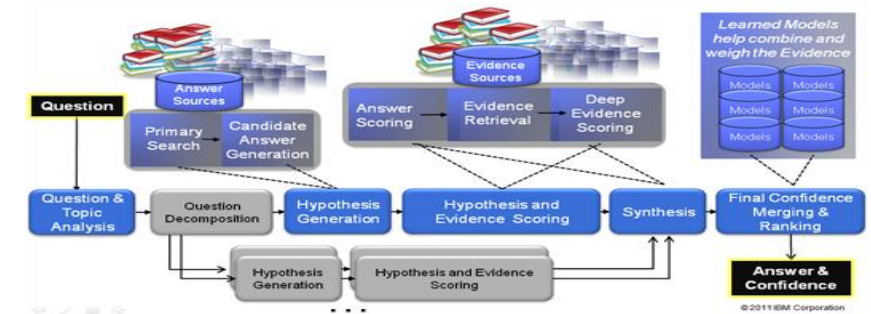 Learned Models
help combine and
weigh the Evidence
Evidence
Sources
Answer
Sources
Models Models
Models Models
Models Models
Question
Answer
Scoring
Evidence
Retrieval
Deep
Evidence
Scoring
Primary
Search
Candidate
Answer
Generation
Question &
Topic
Analysis
Question
Decomposition
Hypothesis
Generation
Hypothesis and
Evidence Scoring
Synthesis
Final Confidence
Merging &
Ranking
Hypothesis
Generation
Hypothesis and Evidence
Scoring
Answer &
Confidence
...
© 2011 IBM Corporation